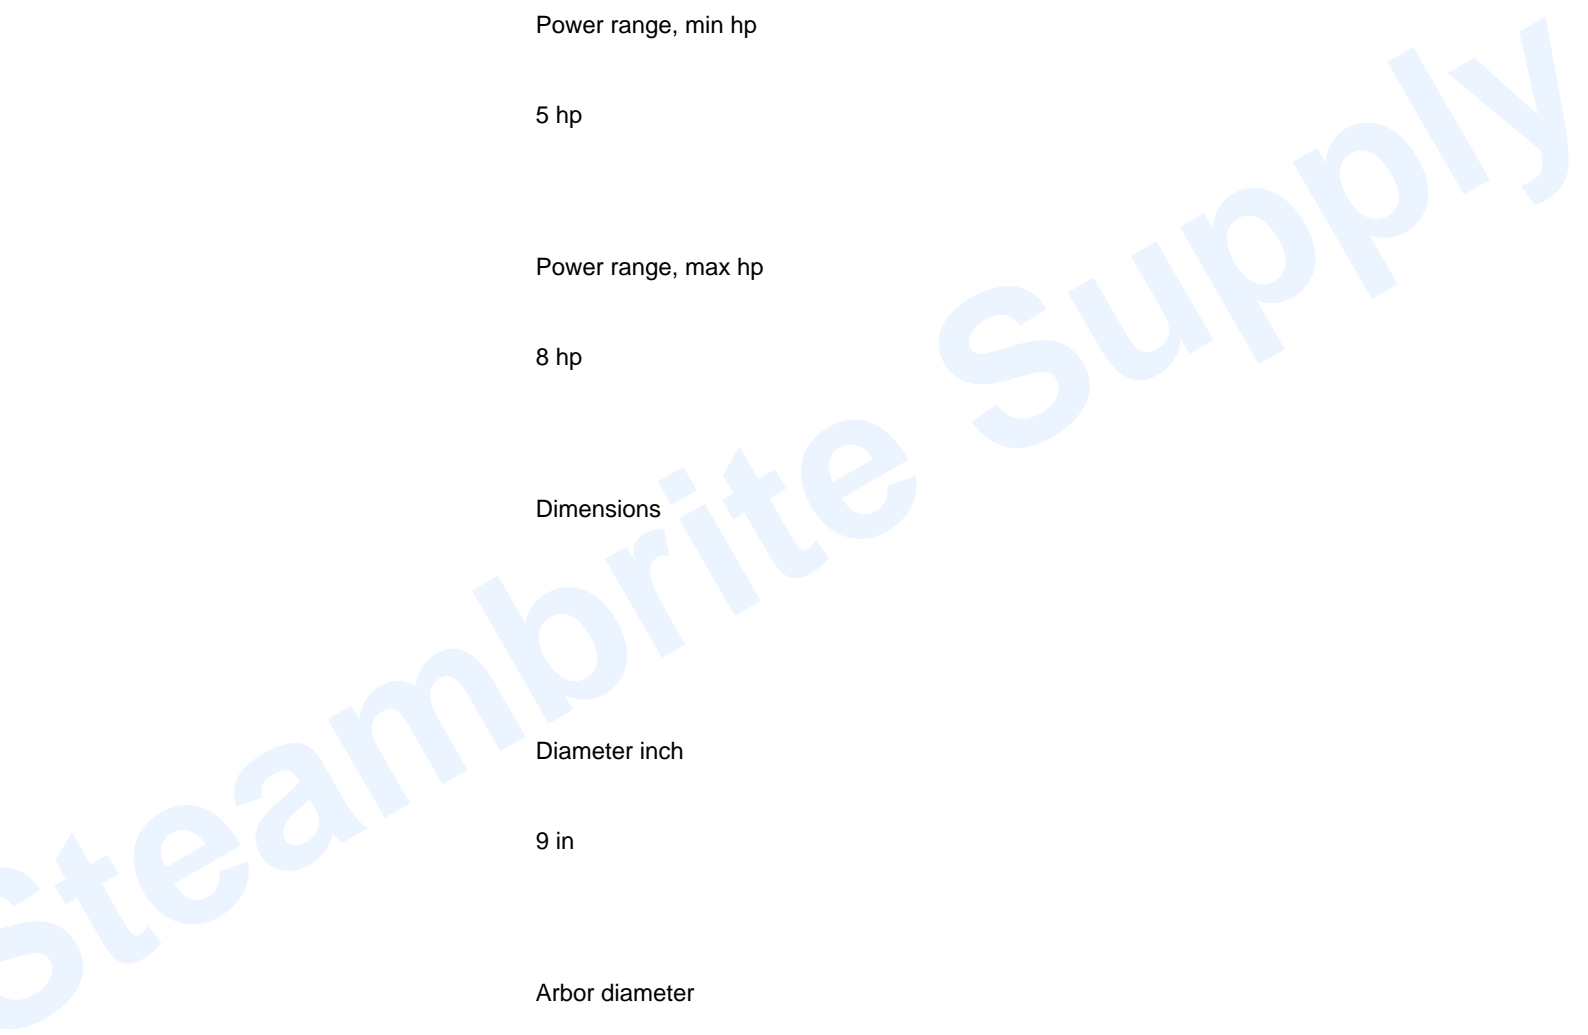 Power range, min hp
5 hp
Power range, max hp
8 hp
Dimensions
Diameter inch
9 in
Arbor diameter
Steambrite Supply